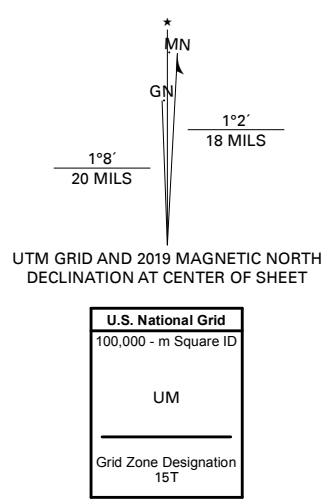 MN
GN
1°2´
18 MILS
1°8´
20 MILS
UTM GRID AND 2019 MAGNETIC NORTH
DECLINATION AT CENTER OF SHEET
U.S. National Grid
100,000 - m Square ID
UM
Grid Zone Designation
15T